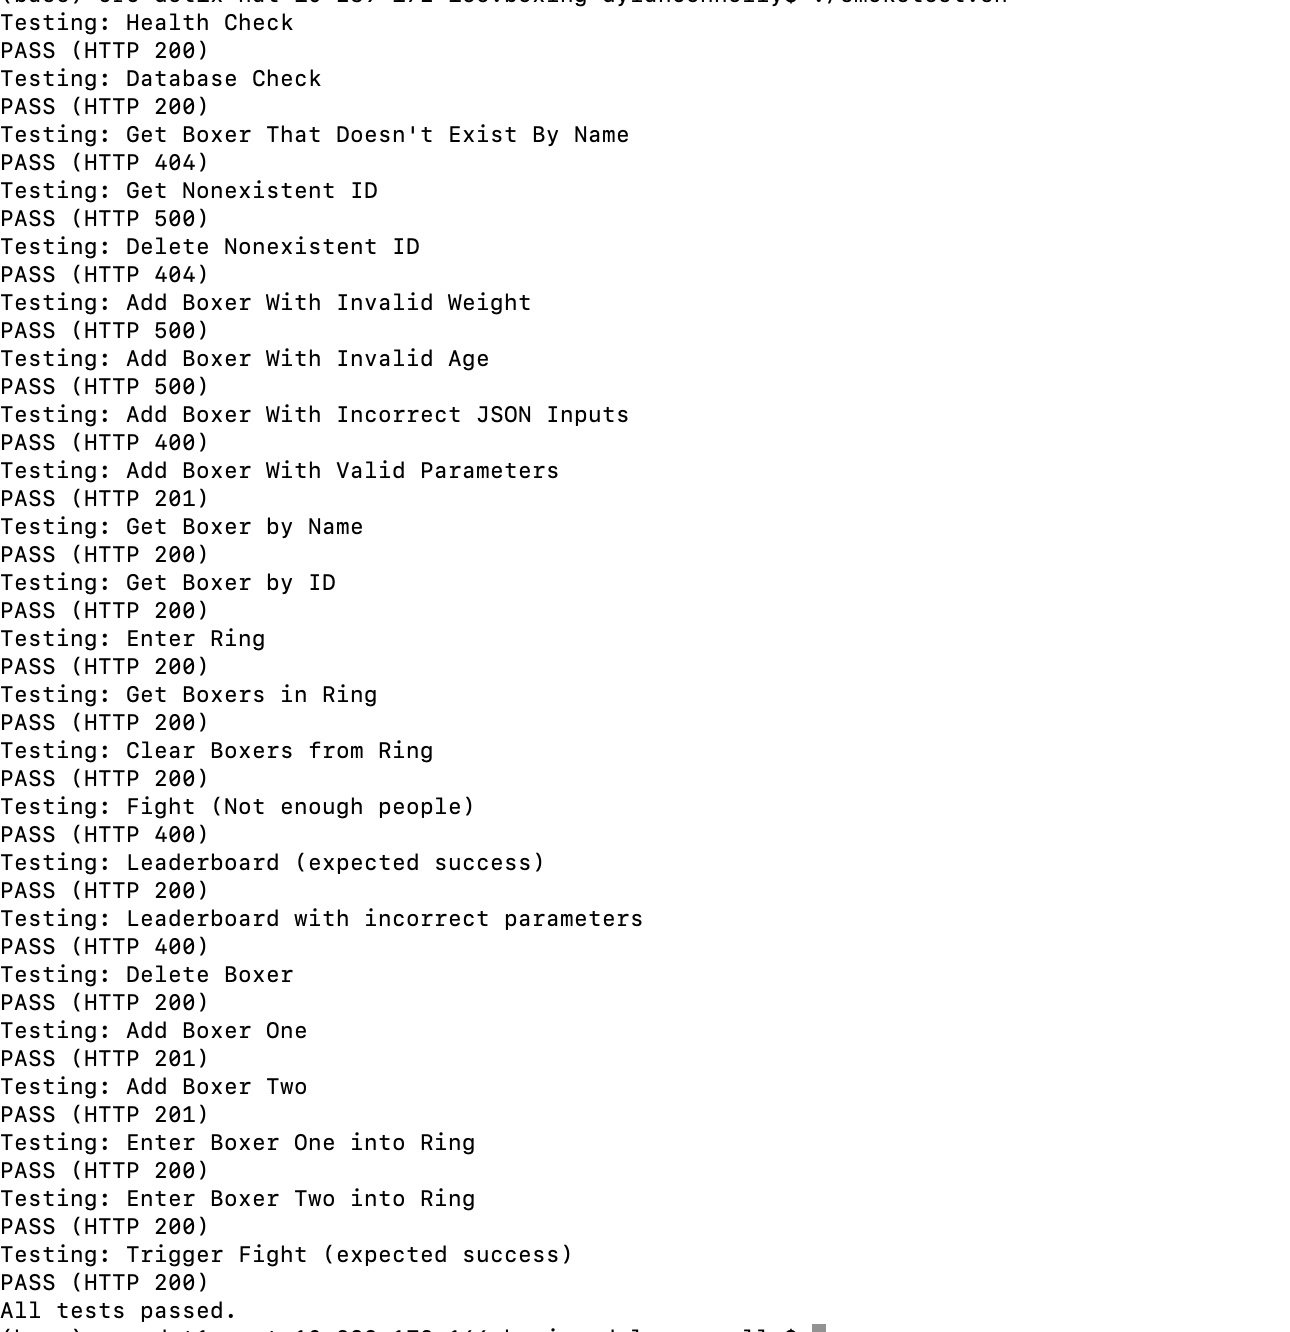 Testing: Health Check
PASS (HTTP 200)
Testing: Database Check
PASS (HTTP 200)
Testing: Get Boxer That Doesn't Exist By Name
PASS (HTTP 404)
Testing: Get Nonexistent ID
PASS (HTTP 500)
Testing: Delete Nonexistent ID
PASS (HTTP 404)
Testing: Add Boxer With Invalid Weight
PASS (HTTP 500)
Testing: Add Boxer With Invalid Age
PASS (HTTP 500)
Testing: Add Boxer With Incorrect JSON Inputs
PASS (HTTP 400)
Testing: Add Boxer With Valid Parameters
PASS (HTTP 201)
Testing: Get Boxer by Name
PASS (HTTP 200)
Testing: Get Boxer by ID
PASS (HTTP 200)
Testing: Enter Ring
PASS (HTTP 200)
Testing: Get Boxers in Ring
PASS (HTTP 200)
Testing: Clear Boxers from Ring
PASS (HTTP 200)
Testing: Fight (Not enough people)
PASS (HTTP 400)
Testing: Leaderboard (expected success)
PASS (HTTP 200)
Testing: Leaderboard with incorrect parameters
PASS (HTTP 400)
Testing: Delete Boxer
PASS (HTTP 200)
Testing: Add Boxer One
PASS (HTTP 201)
Testing: Add Boxer Two
PASS (HTTP 201)
Testing: Enter Boxer One into Ring
PASS (HTTP 200)
Testing: Enter Boxer Two into Ring
PASS (HTTP 200)
Testing: Trigger Fight (expected success)
PASS (HTTP 200)
All tests passed.